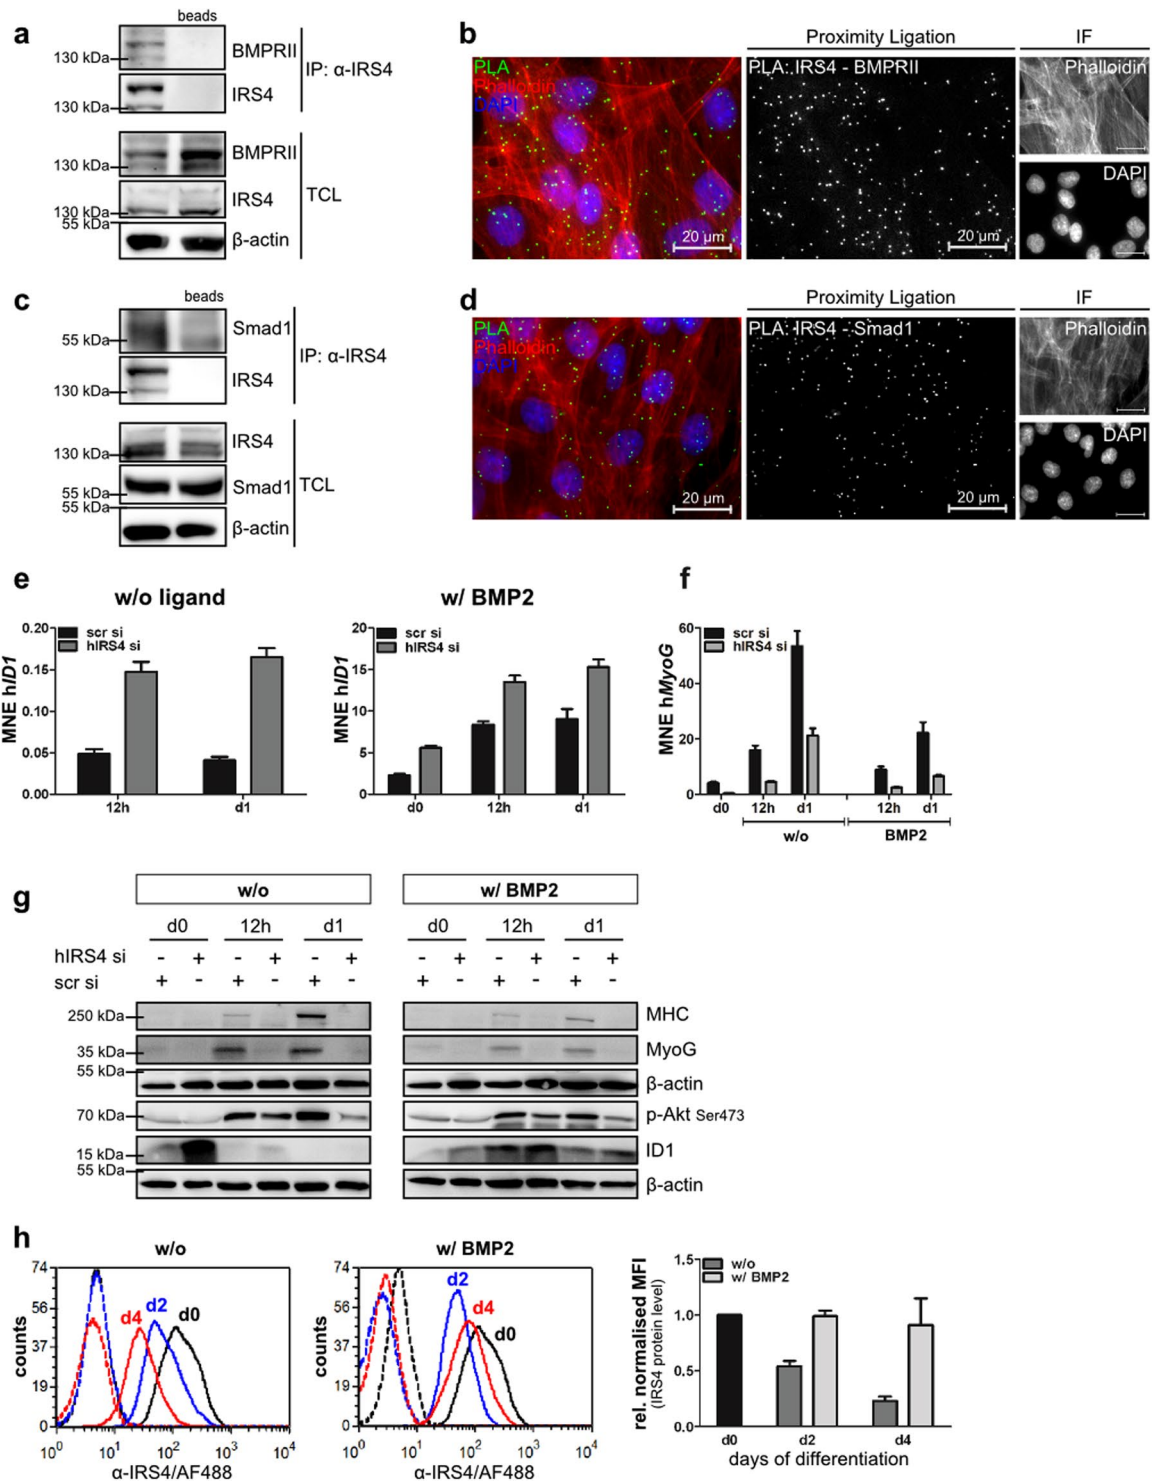 a
beads
130 kDa
BMPRII
130 kDa
IRS4
IP: α-IRS4
130 kDa
BMPRII
130 kDa
IRS4
55 kDa
β-actin
TCL
b
Proximity Ligation
IF
PLA
Phalloidin
DAPI
20 µm
PLA: IRS4 - BMPRII
20 µm
Phalloidin
DAPI
c
beads
55 kDa
Smad1
130 kDa
IRS4
IP: α-IRS4
130 kDa
IRS4
55 kDa
Smad1
55 kDa
β-actin
TCL
d
Proximity Ligation
IF
PLA
Phalloidin
DAPI
20 µm
PLA: IRS4 - Smad1
20 µm
Phalloidin
DAPI
e
w/o ligand
MNE hID1
0.20
0.15
0.10
0.05
0.00
scr si
hIRS4 si
12h d1
w/ BMP2
MNE hID1
20
15
10
5
0
scr si
hIRS4 si
d0 12h d1
f
MNE hMyoG
60
40
20
0
scr si
hIRS4 si
d0 12h d1 12h d1
w/o BMP2
g
w/o w/ BMP2
d0 12h d1 d0 12h d1
hIRS4 si - + - + - + - + - + - +
scr si + - + - + - + - + - + -
250 kDa MHC
35 kDa MyoG
55 kDa β-actin
70 kDa p-Akt Ser473
15 kDa ID1
55 kDa β-actin
h
w/o
counts
74
56
37
19
0
d4 d2 d0
10⁰ 10¹ 10² 10³ 10⁴
α-IRS4/AF488
w/ BMP2
counts
74
56
37
19
0
d2
d4
d0
10⁰ 10¹ 10² 10³ 10⁴
α-IRS4/AF488
rel. normalised MFI
(IRS4 protein level)
1.5
1.0
0.5
0.0
w/o
w/ BMP2
d0 d2 d4
days of differentiation